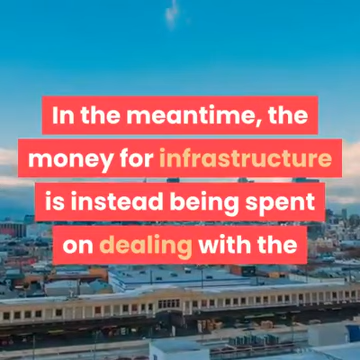 In the meantime, the
money for infrastructure
is instead being spent
on dealing with the